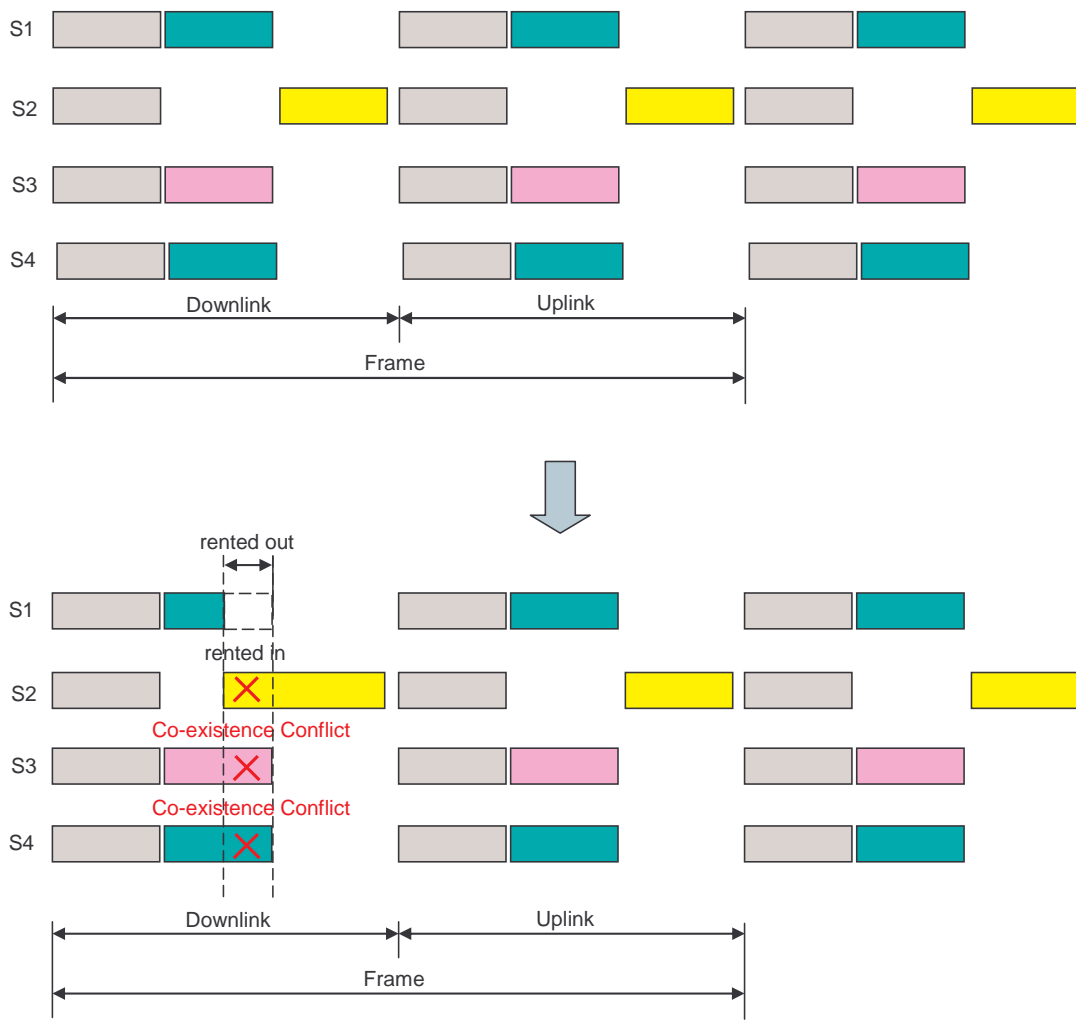 S1
S2
S3
S4
Downlink
Uplink
Frame
rented out
S1
rented in
S2
Co-existence Conflict
S3
Co-existence Conflict
S4
Downlink
Uplink
Frame